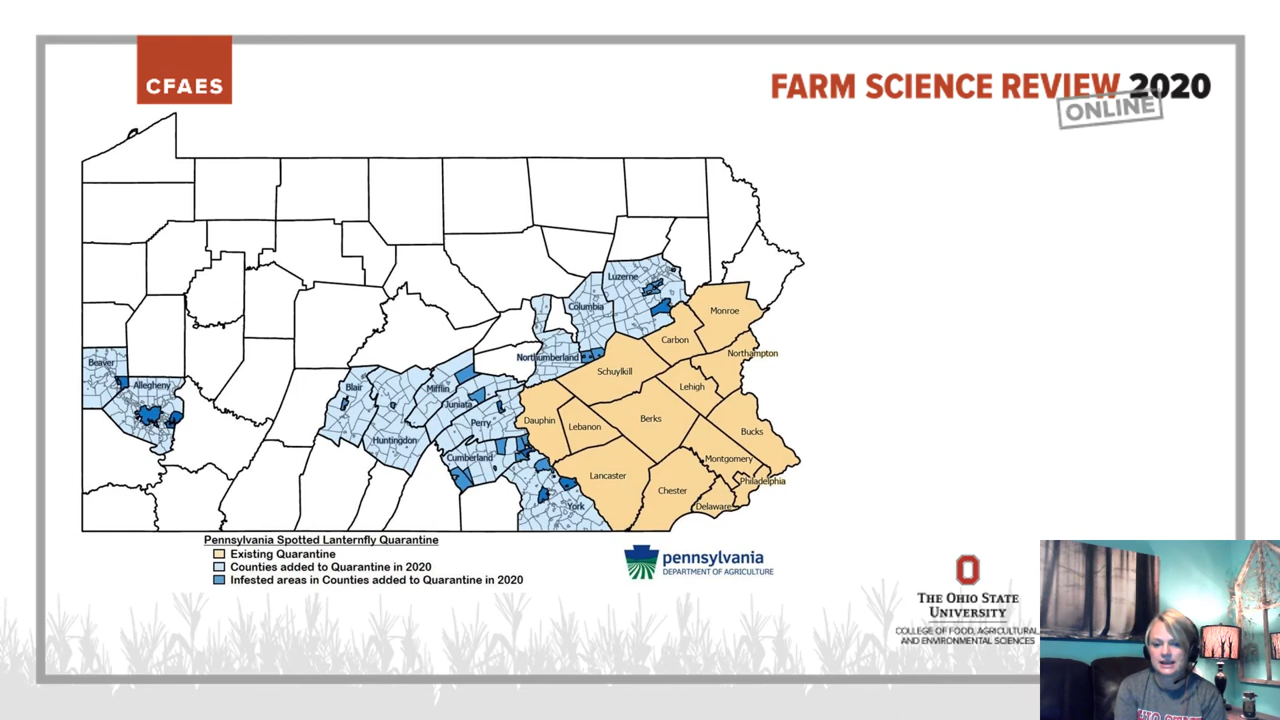 CFAES
FARM SCIENCE REVIEW 2020
ONLINE
Luzerne
Columbia
Monroe
Carbon
Northampton
Northumberland
Beaver
Schuylkill
Allegheny
Blair
Mifflin
Lehigh
Juniata
Dauphin
Berks
Perry
Lebanon
Bucks
Huntingdon
Cumberland
Montgomery
Lancaster
Philadelphia
Chester
York
Delaware
Pennsylvania Spotted Lanternfly Quarantine
Existing Quarantine
Counties added to Quarantine in 2020
Infested areas in Counties added to Quarantine in 2020
pennsylvania
DEPARTMENT OF AGRICULTURE
THE OHIO STATE
UNIVERSITY
COLLEGE OF FOOD, AGRICULTURAL,
AND ENVIRONMENTAL SCIENCES